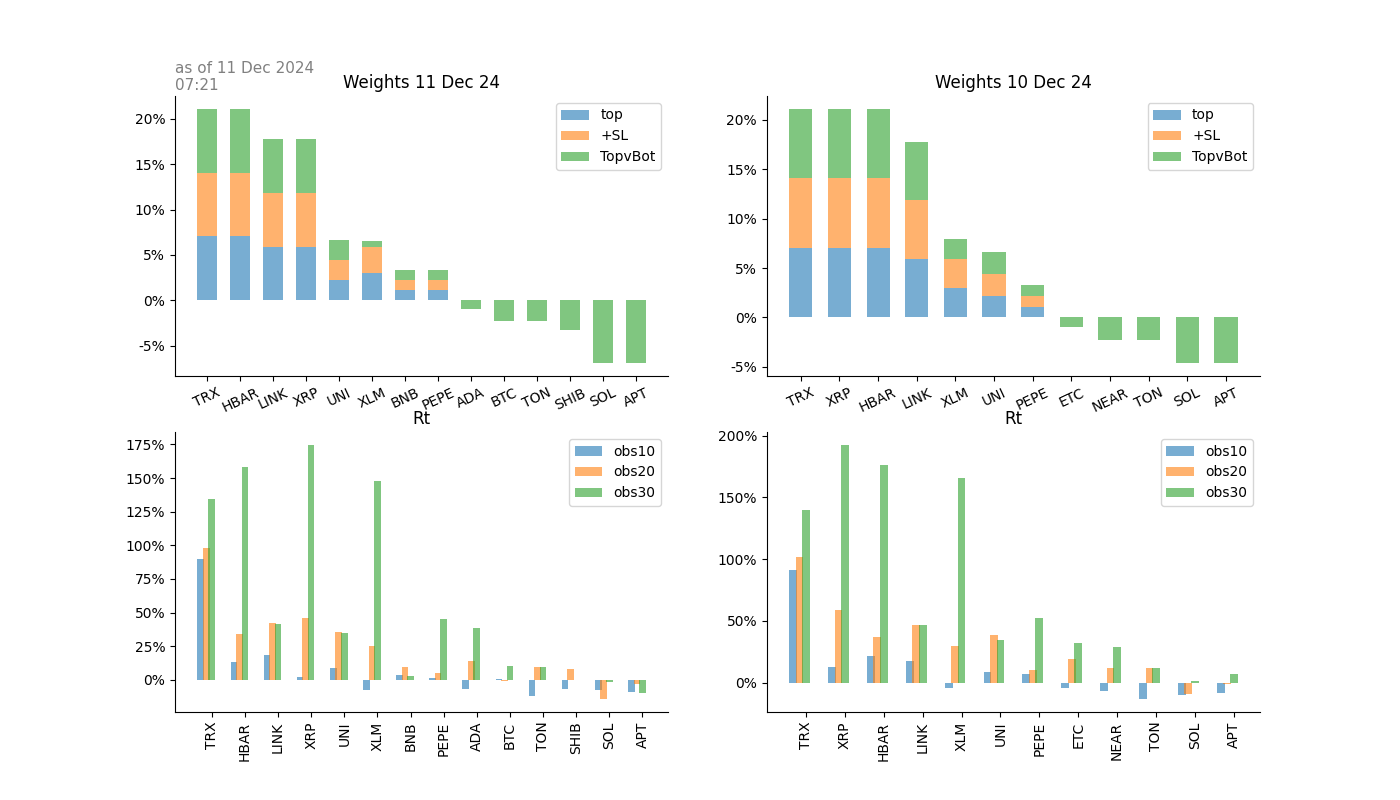 as of 11 Dec 2024
07:21
Weights 11 Dec 24
top
+SL
TopvBot
20%
15%
10%
5%
0%
-5%
TRX HBAR LINK XRP UNI XLM BNB PEPE ADA BTC TON SHIB SOL APT
Weights 10 Dec 24
top
+SL
TopvBot
20%
15%
10%
5%
0%
-5%
TRX XRP HBAR LINK XLM UNI PEPE ETC NEAR TON SOL APT
Rt
obs10
obs20
obs30
175%
150%
125%
100%
75%
50%
25%
0%
TRX HBAR LINK XRP UNI XLM BNB PEPE ADA BTC TON SHIB SOL APT
Rt
obs10
obs20
obs30
200%
150%
100%
50%
0%
TRX XRP HBAR LINK XLM UNI PEPE ETC NEAR TON SOL APT